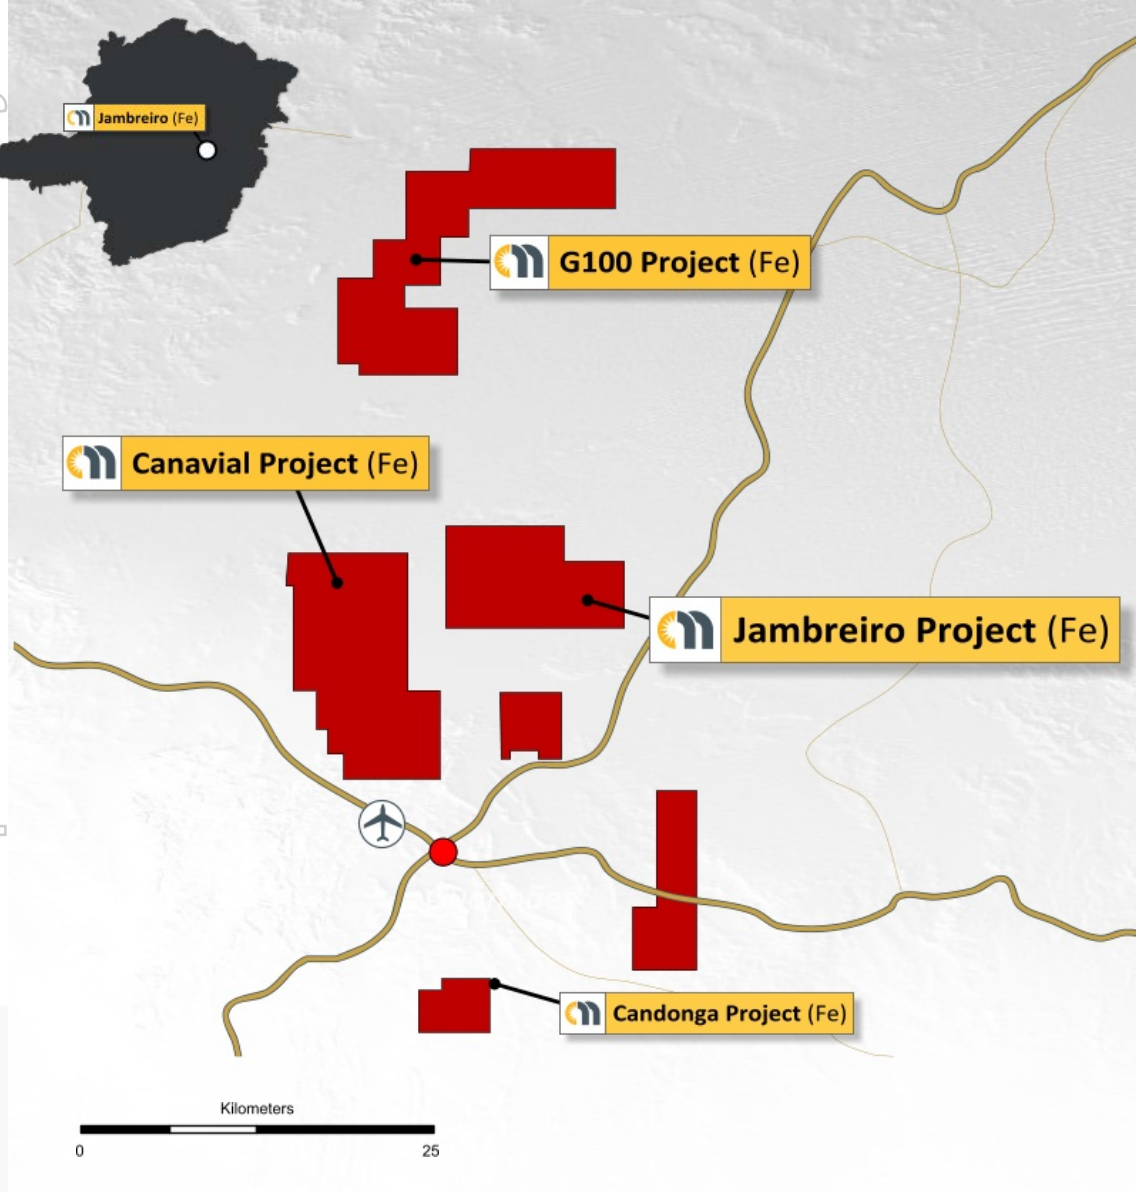 Jambreiro (Fe)
G100 Project (Fe)
Canavial Project (Fe)
Jambreiro Project (Fe)
Candonga Project (Fe)
Kilometers
0 25